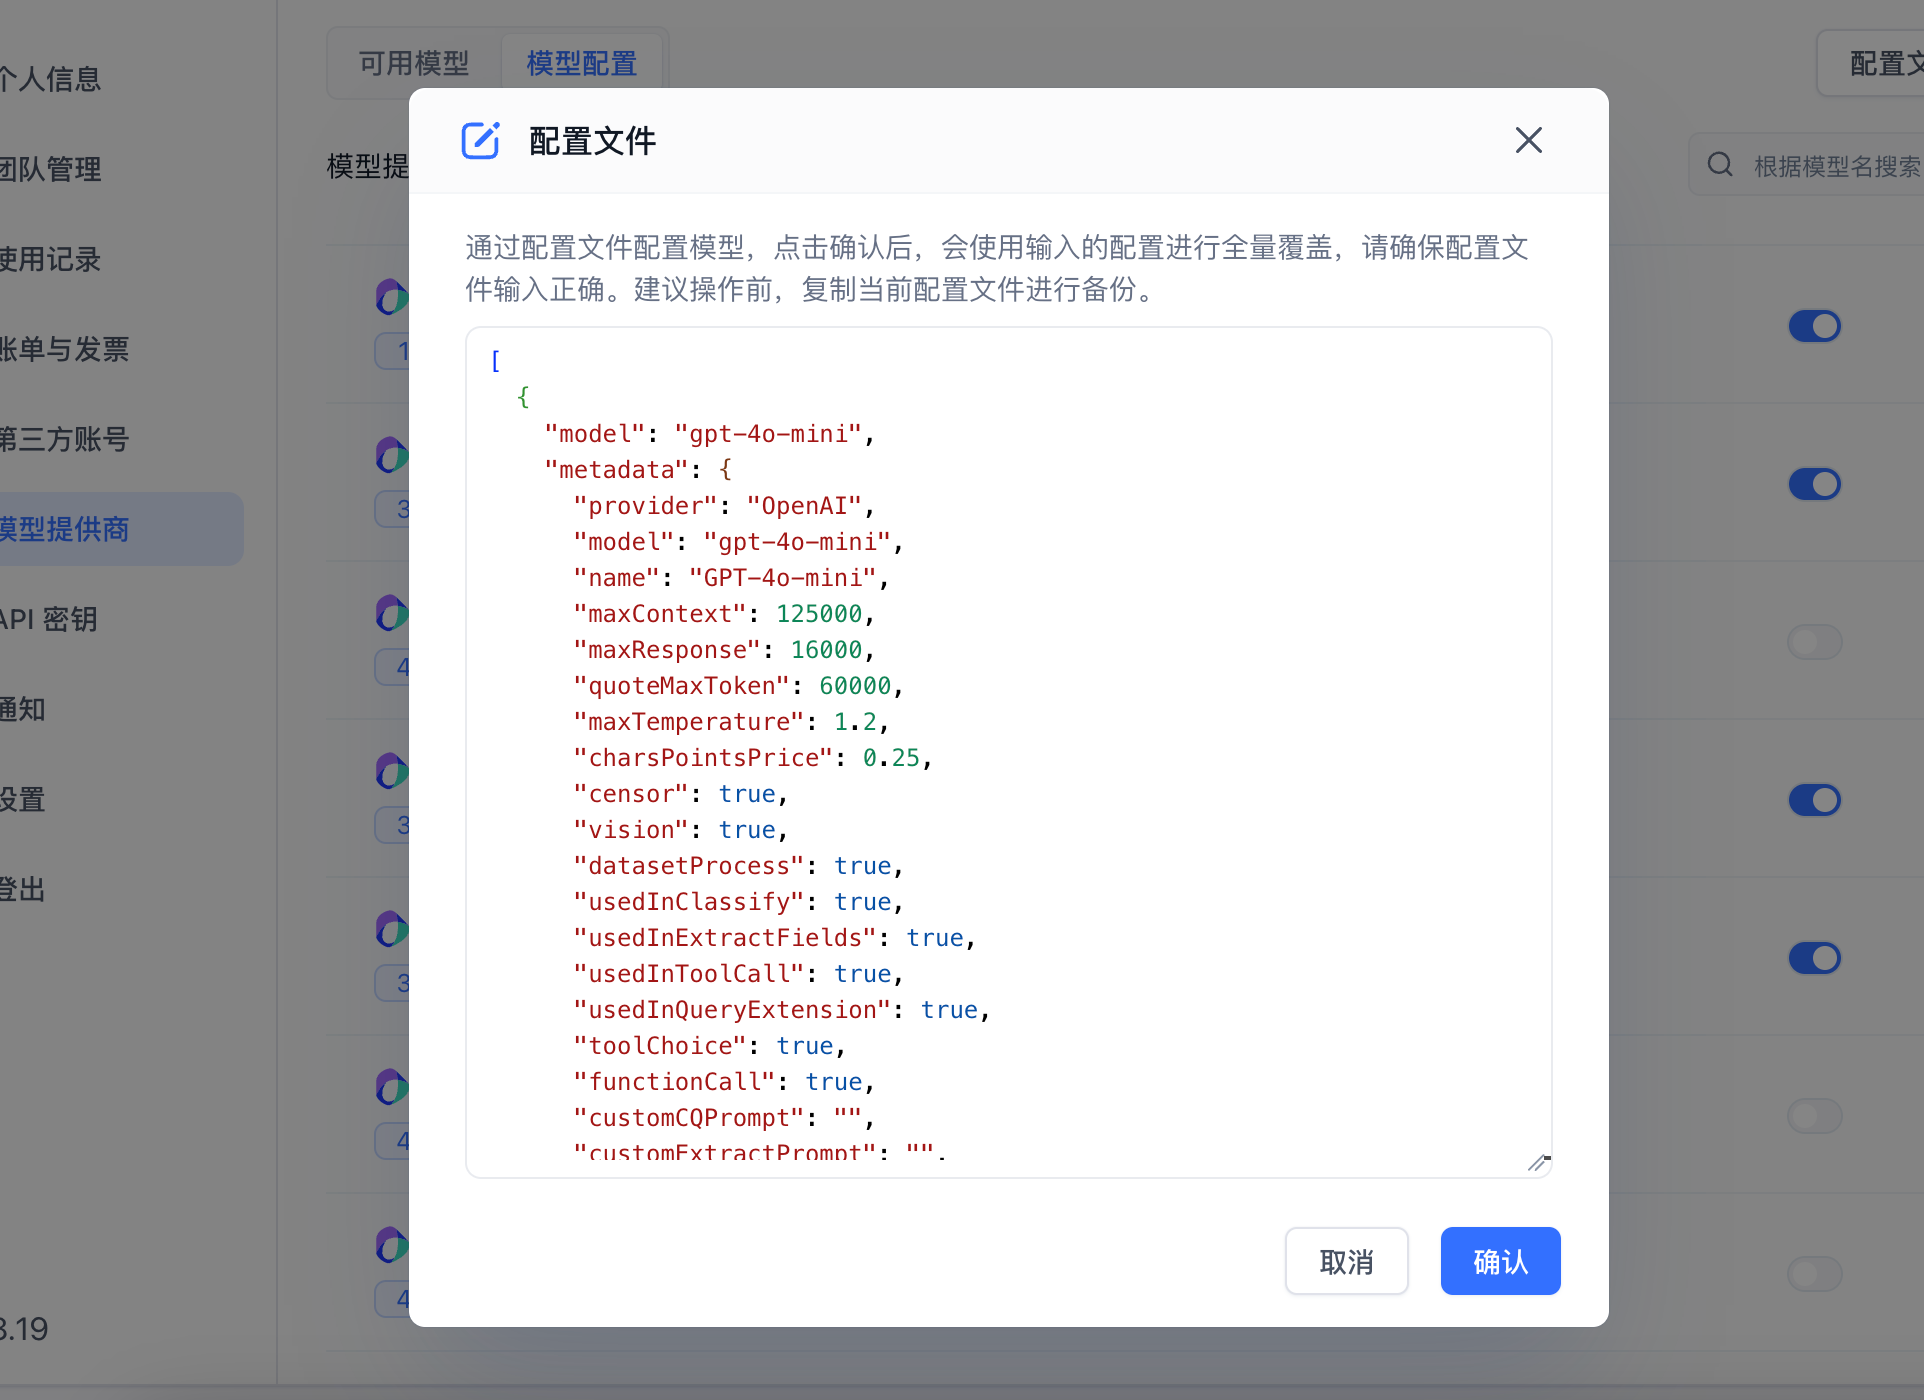 可用模型
模型配置
配置文
个人信息
团队管理
使用记录
账单与发票
第三方账号
模型提供商
API 密钥
通知
设置
登出
8.19
模型提
根据模型名搜索
1
3
4
3
3
4
4
配置文件
通过配置文件配置模型，点击确认后，会使用输入的配置进行全量覆盖，请确保配置文
件输入正确。建议操作前，复制当前配置文件进行备份。
[
{
"model": "gpt-4o-mini",
"metadata": {
"provider": "OpenAI",
"model": "gpt-4o-mini",
"name": "GPT-4o-mini",
"maxContext": 125000,
"maxResponse": 16000,
"quoteMaxToken": 60000,
"maxTemperature": 1.2,
"charsPointsPrice": 0.25,
"censor": true,
"vision": true,
"datasetProcess": true,
"usedInClassify": true,
"usedInExtractFields": true,
"usedInToolCall": true,
"usedInQueryExtension": true,
"toolChoice": true,
"functionCall": true,
"customCQPrompt": "",
"customExtractPrompt": "",
取消
确认